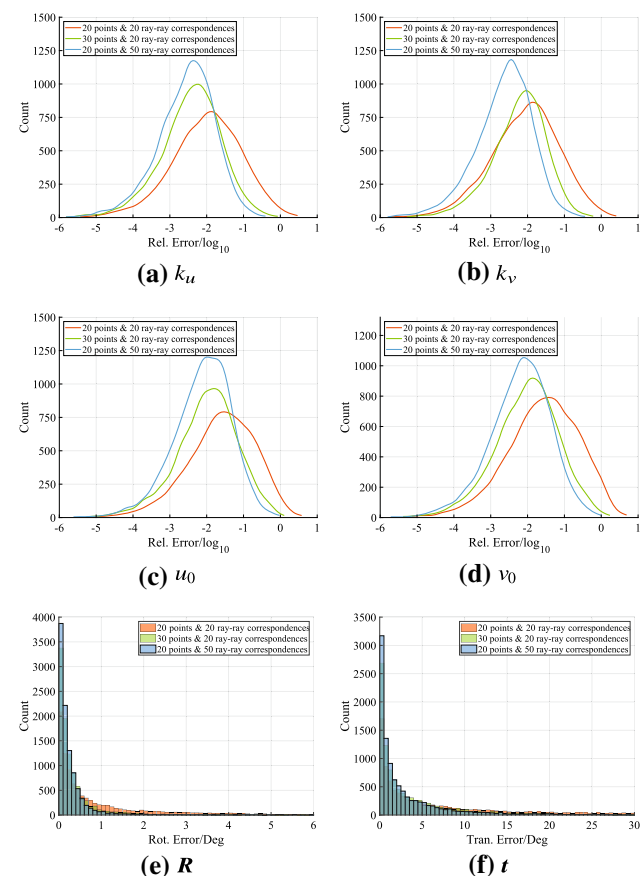 1500
1250
1000
750
500
250
0
Count
20 points & 20 ray-ray correspondences
30 points & 20 ray-ray correspondences
20 points & 50 ray-ray correspondences
-6 -5 -4 -3 -2 -1 0 1
Rel. Error/log10
(a) ku
1500
1250
1000
750
500
250
0
Count
20 points & 20 ray-ray correspondences
30 points & 20 ray-ray correspondences
20 points & 50 ray-ray correspondences
-6 -5 -4 -3 -2 -1 0 1
Rel. Error/log10
(b) kv
1500
1250
1000
750
500
250
0
Count
20 points & 20 ray-ray correspondences
30 points & 20 ray-ray correspondences
20 points & 50 ray-ray correspondences
-6 -5 -4 -3 -2 -1 0 1
Rel. Error/log10
(c) u0
1200
1000
800
600
400
200
0
Count
20 points & 20 ray-ray correspondences
30 points & 20 ray-ray correspondences
20 points & 50 ray-ray correspondences
-6 -5 -4 -3 -2 -1 0 1
Rel. Error/log10
(d) v0
4000
3500
3000
2500
2000
1500
1000
500
0
Count
20 points & 20 ray-ray correspondences
30 points & 20 ray-ray correspondences
20 points & 50 ray-ray correspondences
0 1 2 3 4 5 6
Rot. Error/Deg
(e) R
3500
3000
2500
2000
1500
1000
500
0
Count
20 points & 20 ray-ray correspondences
30 points & 20 ray-ray correspondences
20 points & 50 ray-ray correspondences
0 5 10 15 20 25 30
Tran. Error/Deg
(f) t